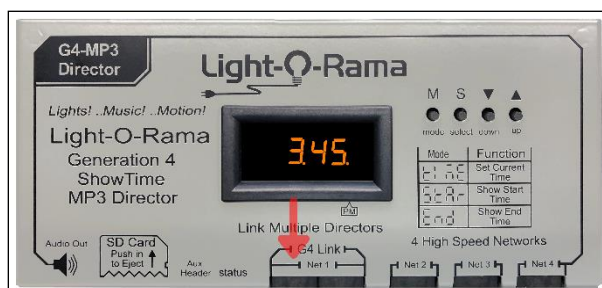 G4-MP3
Director
Light-O-Rama
Lights! ..Music! ..Motion!
Light-O-Rama
Generation 4
ShowTime
MP3 Director
3.45.
PM
M S ▼ ▲
mode select down up
Mode Function
tinE Set Current Time
StAr Show Start Time
End Show End Time
Link Multiple Directors
G4 Link
4 High Speed Networks
Audio Out
SD Card
Push in
to Eject
Aux
Header
status
Net 1
Net 2
Net 3
Net 4